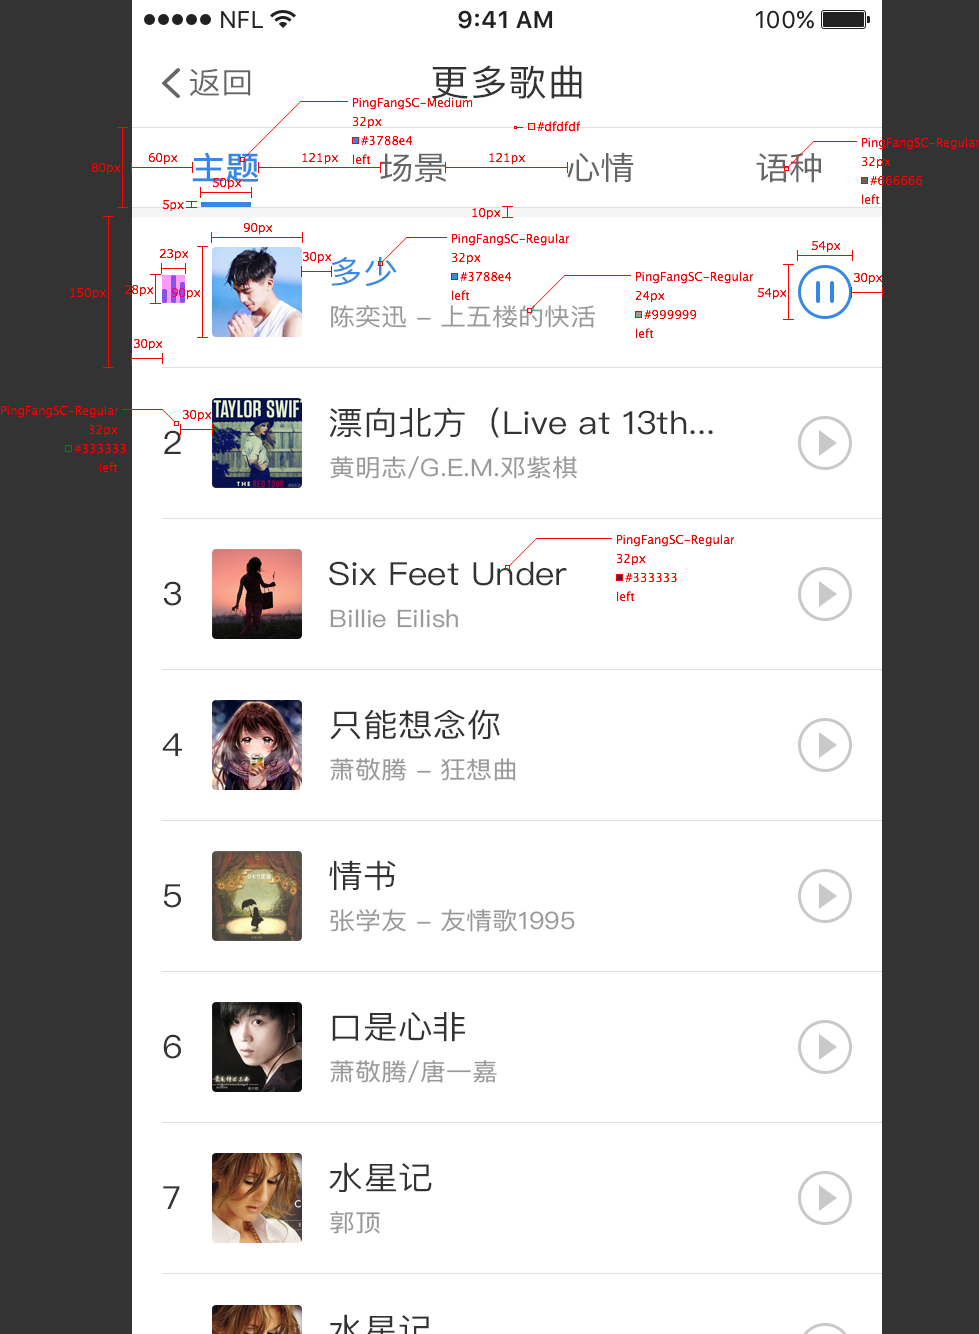 NFL 9:41 AM 100%
返回 更多歌曲
PingFangSC-Medium
32px
#3788e4
left
#dfdfdf
PingFangSC-Regular
32px
#666666
left
80px 60px 主题 121px 场景 121px 心情 语种
50px
5px
10px
90px
23px
28px
90px
150px
30px
30px
多少
陈奕迅 – 上五楼的快活
PingFangSC-Regular
32px
#3788e4
left
PingFangSC-Regular
24px
#999999
left
54px
54px
30px
PingFangSC-Regular
32px
#333333
left
30px
2
TAYLOR SWIF
THE RED TOUR
漂向北方（Live at 13th...
黄明志/G.E.M.邓紫棋
PingFangSC-Regular
32px
#333333
left
3
Six Feet Under
Billie Eilish
4
只能想念你
萧敬腾 – 狂想曲
5
情书
张学友 – 友情歌1995
6
口是心非
萧敬腾/唐一嘉
7
水星记
郭顶
水星记